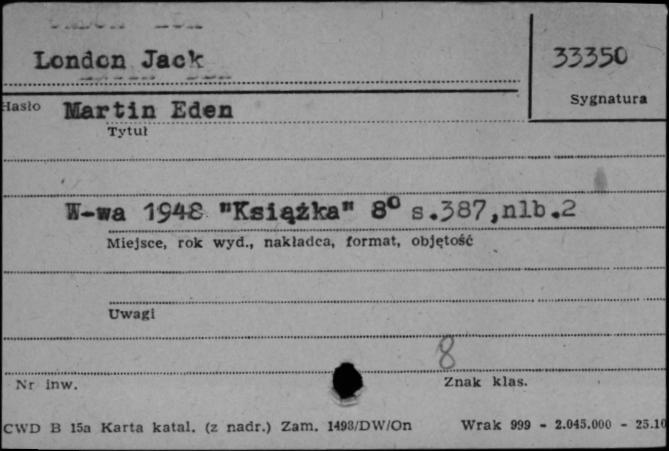 London Jack
33350
Sygnatura
Hasło
Martin Eden
Tytuł
W-wa 1948 "Książka" 8º s.387,nlb.2
Miejsce, rok wyd., nakładca, format, objętość
Uwagi
8
Nr inw.
Znak klas.
CWD B 15a Karta katal. (z nadr.) Zam. 1498/DW/On
Wrak 999 - 2.045.000 - 25.10